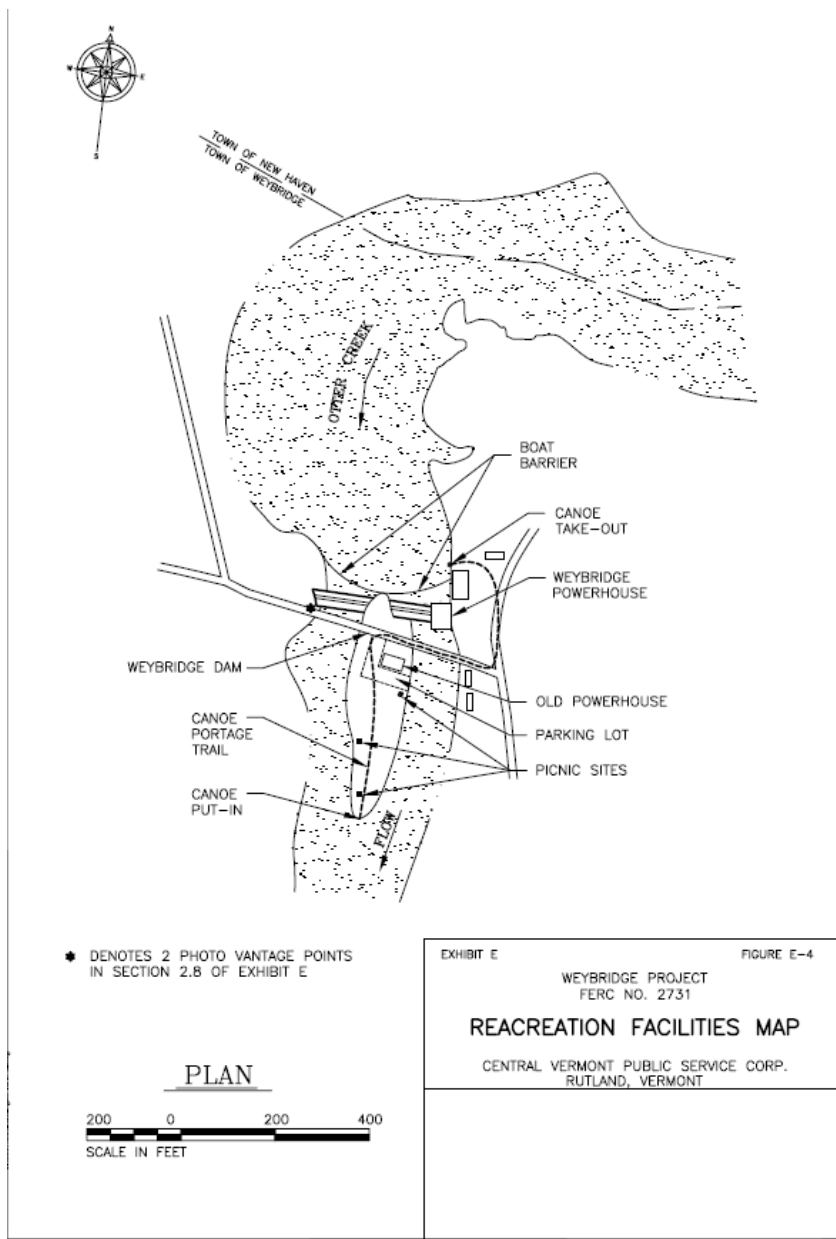 N
W
E
S
TOWN OF NEW HAVEN
TOWN OF WEYBRIDGE
OTTER CREEK
BOAT
BARRIER
CANOE
TAKE-OUT
WEYBRIDGE
POWERHOUSE
WEYBRIDGE DAM
OLD POWERHOUSE
CANOE
PORTAGE
TRAIL
PARKING LOT
PICNIC SITES
CANOE
PUT-IN
FLOW
DENOTES 2 PHOTO VANTAGE POINTS
IN SECTION 2.8 OF EXHIBIT E
EXHIBIT E
FIGURE E-4
WEYBRIDGE PROJECT
FERC NO. 2731
REACREATION FACILITIES MAP
CENTRAL VERMONT PUBLIC SERVICE CORP.
RUTLAND, VERMONT
PLAN
200 0 200 400
SCALE IN FEET